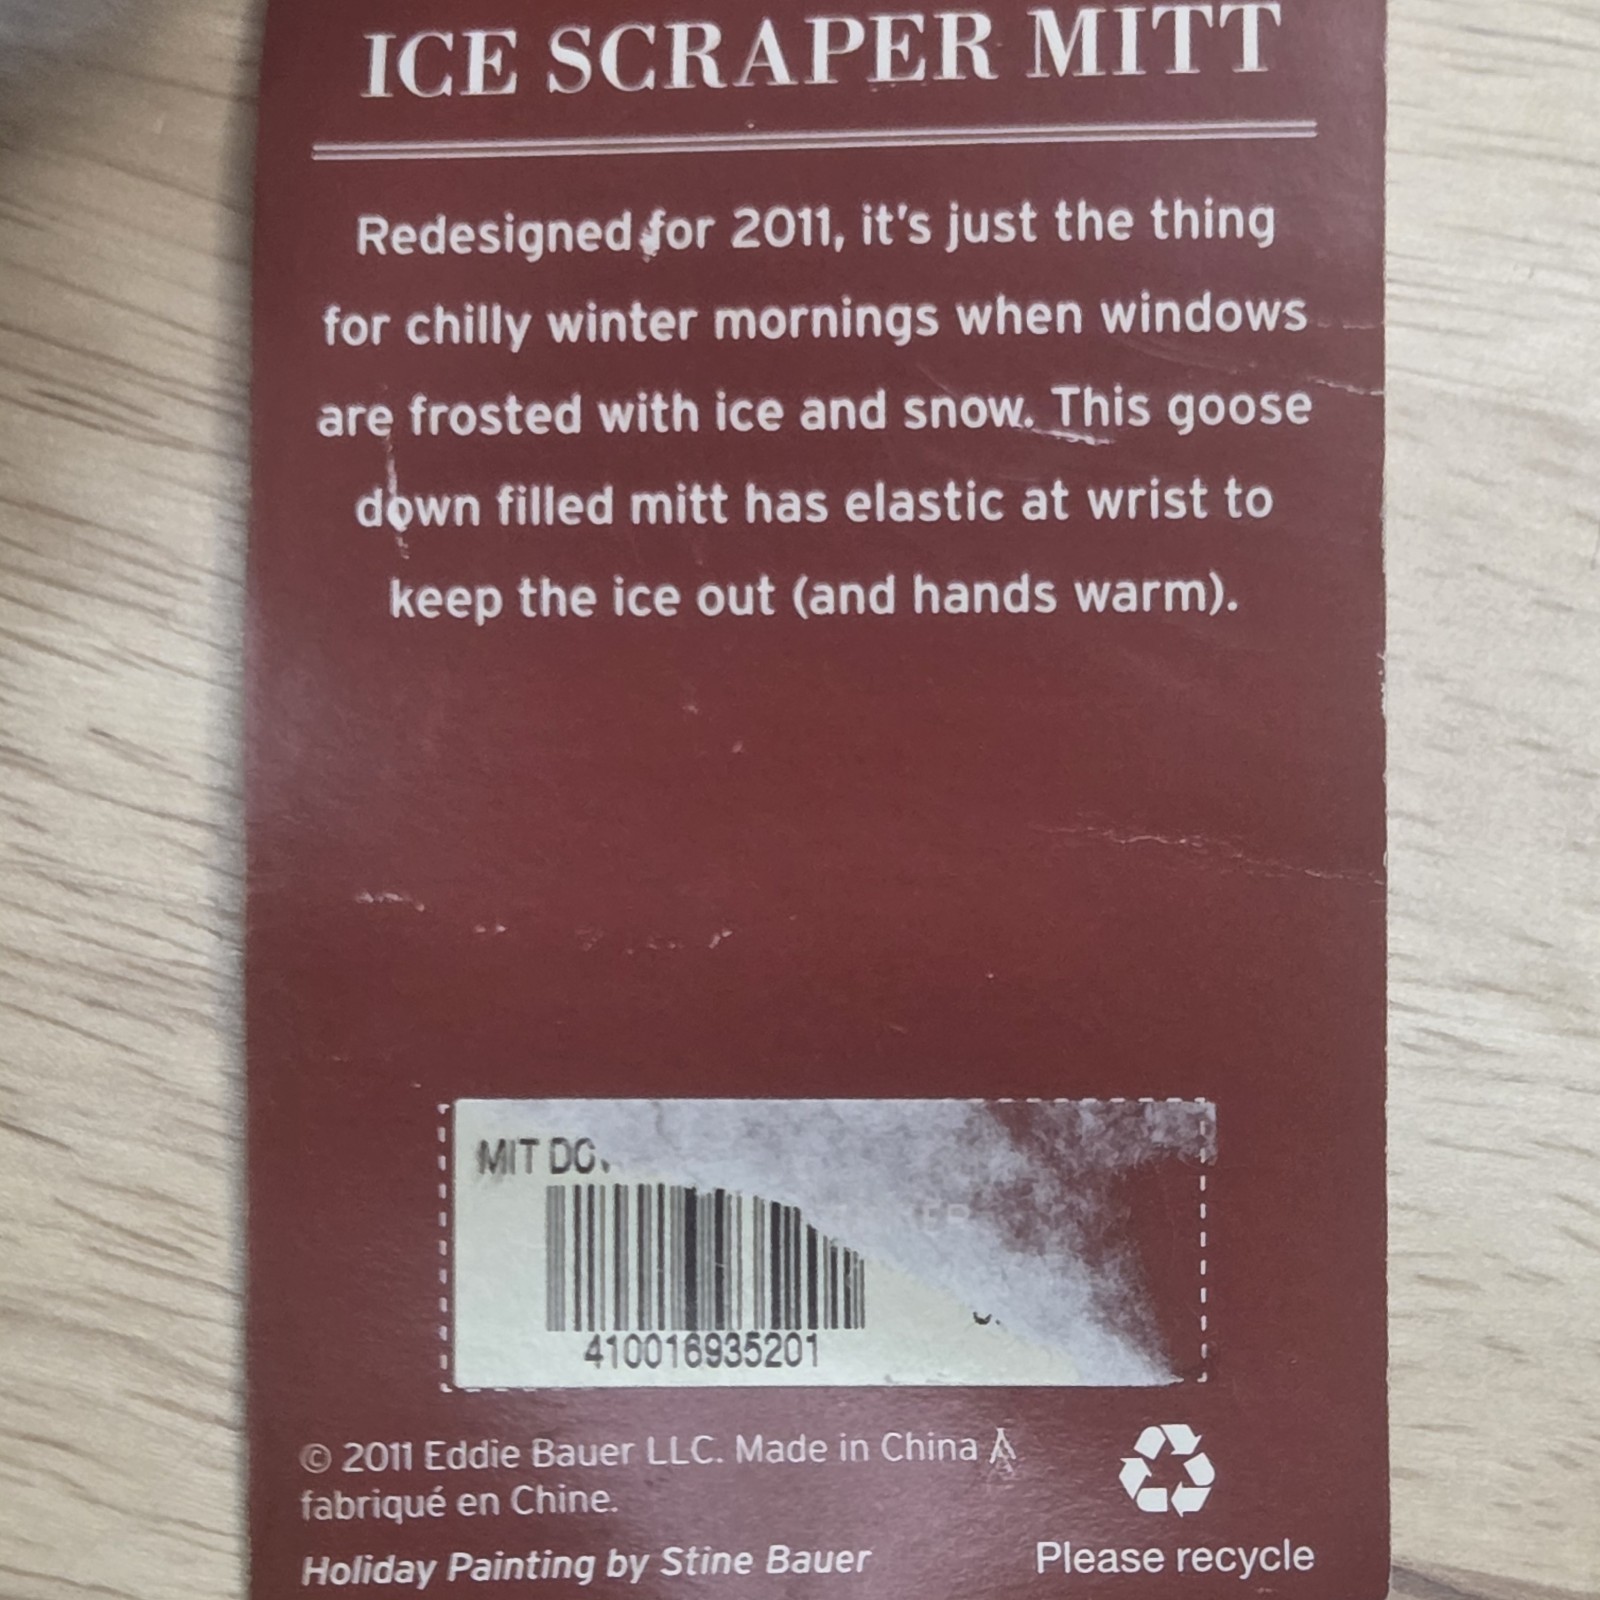 ICE SCRAPER MITT
Redesigned for 2011, it's just the thing
for chilly winter mornings when windows
are frosted with ice and snow. This goose
down filled mitt has elastic at wrist to
keep the ice out (and hands warm).
MIT
410016935201
© 2011 Eddie Bauer LLC. Made in China
fabriqué en Chine.
Holiday Painting by Stine Bauer
Please recycle